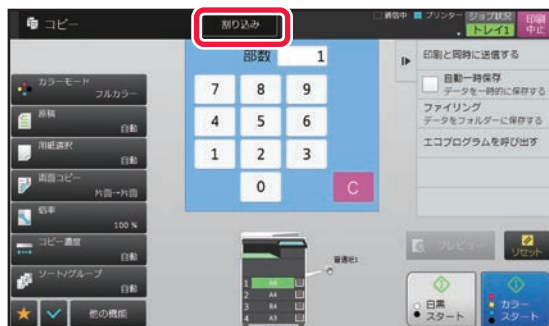 コピー
割り込み
通信中
プリンター
ジョブ状況
トレイ1
印刷
中止
部数 1
カラーモード
フルカラー
原稿
自動
用紙選択
自動
両面コピー
片面→片面
倍率
100 %
コピー濃度
自動
ソート/グループ
自動
他の機能
7 8 9
4 5 6
1 2 3
0 C
普通紙1
1 A4
2 A4
3 B4
4 A3
印刷と同時に送信する
自動一時保存
データを一時的に保存する
ファイリング
データをフォルダーに保存する
エコプログラムを呼び出す
プレビュー
リセット
白黒
スタート
カラー
スタート